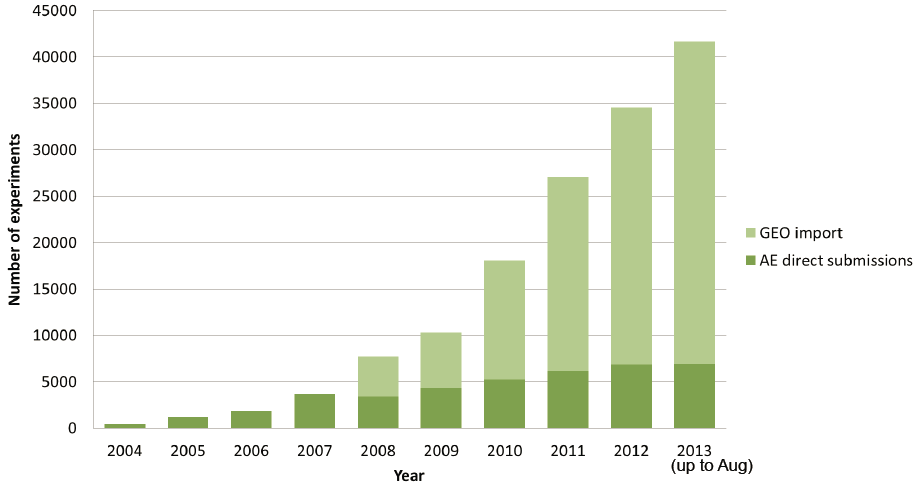 45000
40000
35000
30000
25000
20000
15000
10000
5000
0
Number of experiments
2004 2005 2006 2007 2008 2009 2010 2011 2012 2013
(up to Aug)
Year
GEO import
AE direct submissions